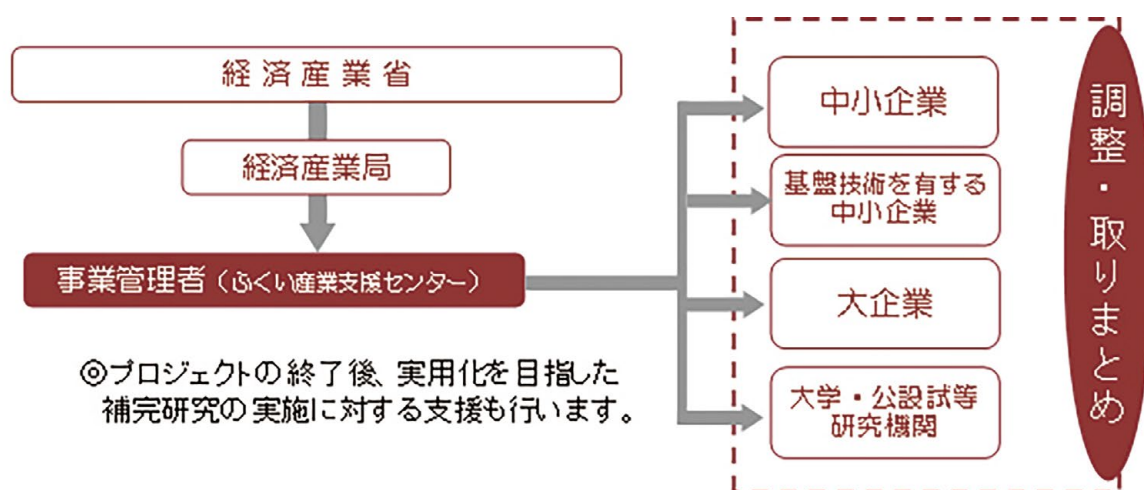 経済産業省
経済産業局
事業管理者（ふくい産業支援センター）
◎プロジェクトの終了後、実用化を目指した
補完研究の実施に対する支援も行います。
中小企業
基盤技術を有する
中小企業
大企業
大学・公設試等
研究機関
調整・取りまとめ